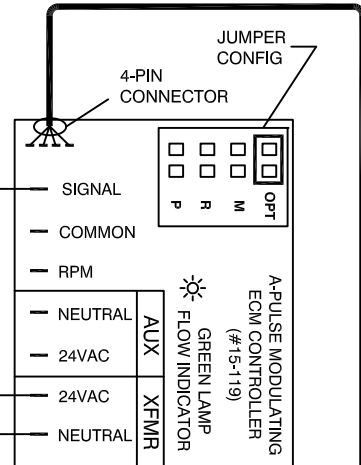 JUMPER
CONFIG
4-PIN
CONNECTOR
P
R
M
OPT
SIGNAL
COMMON
RPM
NEUTRAL
24VAC
AUX
24VAC
NEUTRAL
XFMR
GREEN LAMP
FLOW INDICATOR
A-PULSE MODULATING
ECM CONTROLLER
(#15-119)